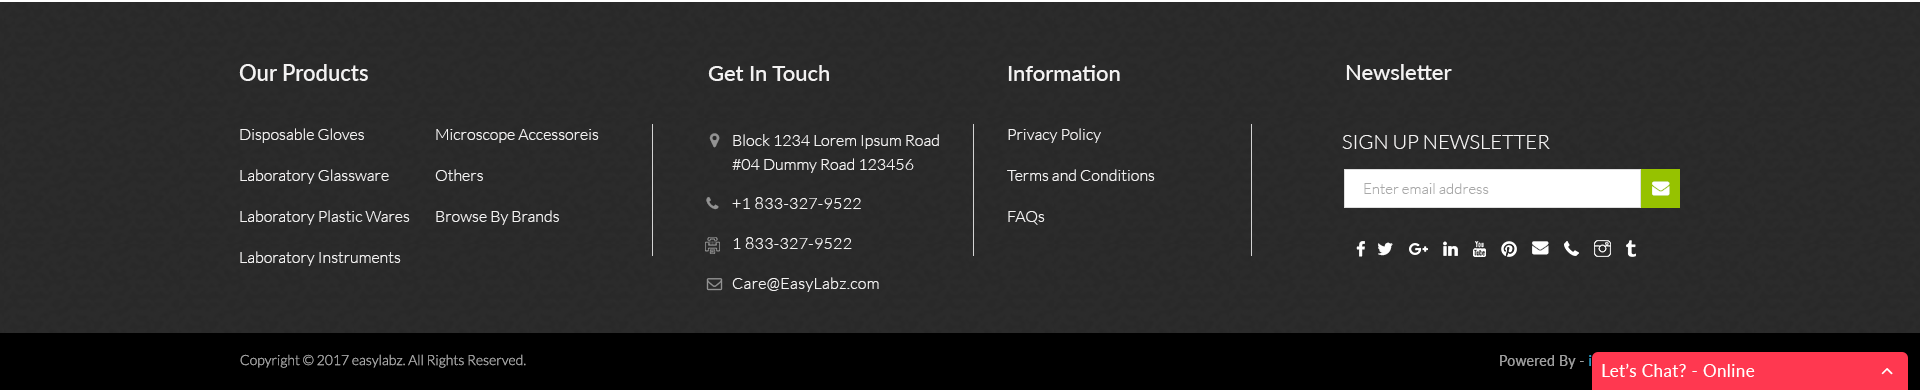 Our Products
Disposable Gloves
Laboratory Glassware
Laboratory Plastic Wares
Laboratory Instruments
Microscope Accessoreis
Others
Browse By Brands
Get In Touch
Block 1234 Lorem Ipsum Road
#04 Dummy Road 123456
+1 833-327-9522
1 833-327-9522
Care@EasyLabz.com
Information
Privacy Policy
Terms and Conditions
FAQs
Newsletter
SIGN UP NEWSLETTER
Enter email address
Copyright © 2017 easylabz. All Rights Reserved.
Powered By -
Let's Chat? - Online